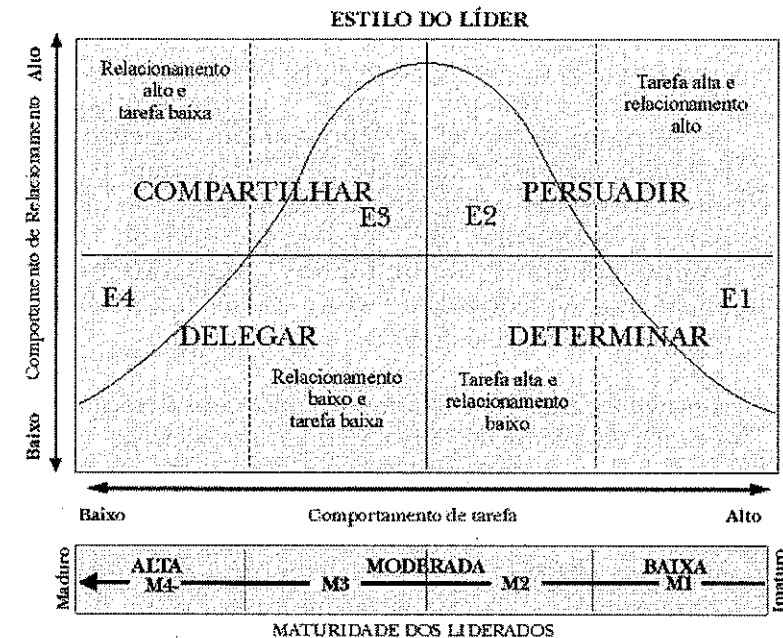 ESTILO DO LÍDER
Alto
Comportamento de Relacionamento
Baixo
Relacionamento
alto e
tarefa baixa
Tarefa alta e
relacionamento
alto
COMPARTILHAR
E3
PERSUADIR
E2
E4
DELEGAR
Relacionamento
baixo e
tarefa baixa
E1
DETERMINAR
Tarefa alta e
relacionamento
baixo
Baixo
Comportamento de tarefa
Alto
Maduro
ALTA
MODERADA
BAIXA
M4
M3
M2
M1
Imaturo
MATURIDADE DOS LIDERADOS